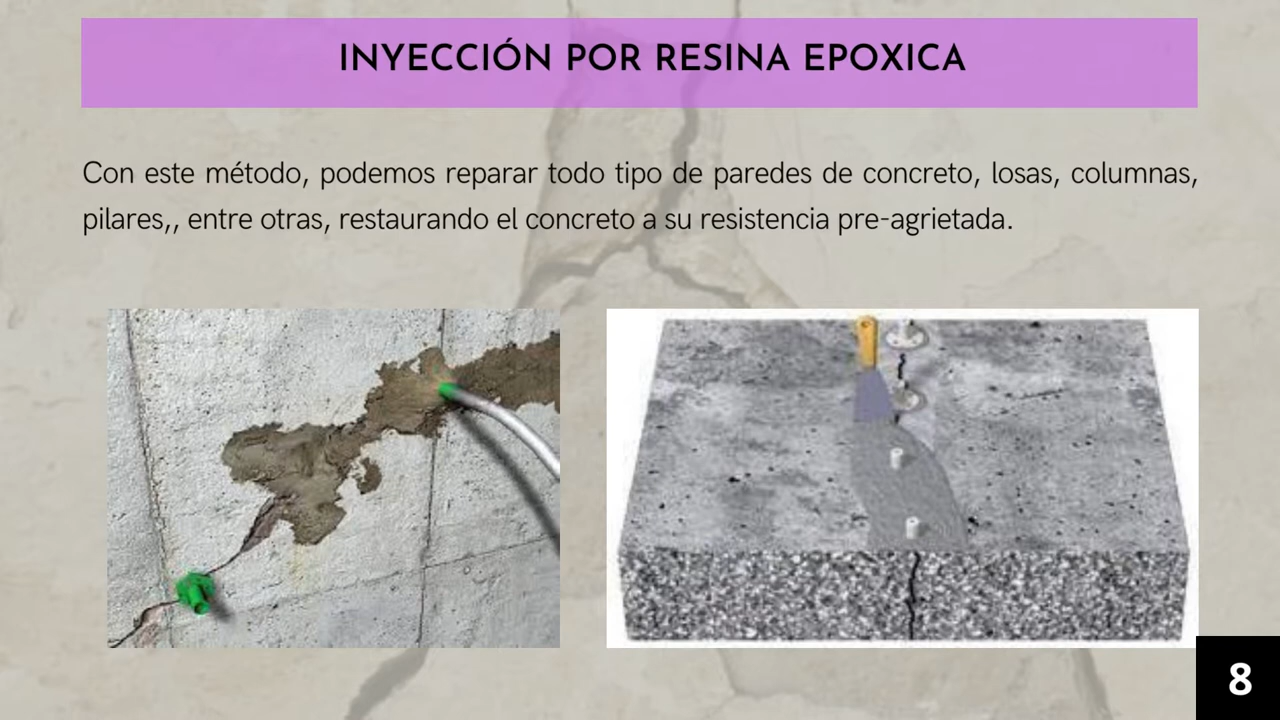 INYECCIÓN POR RESINA EPOXICA
Con este método, podemos reparar todo tipo de paredes de concreto, losas, columnas,
pilares,, entre otras, restaurando el concreto a su resistencia pre-agrietada.
8